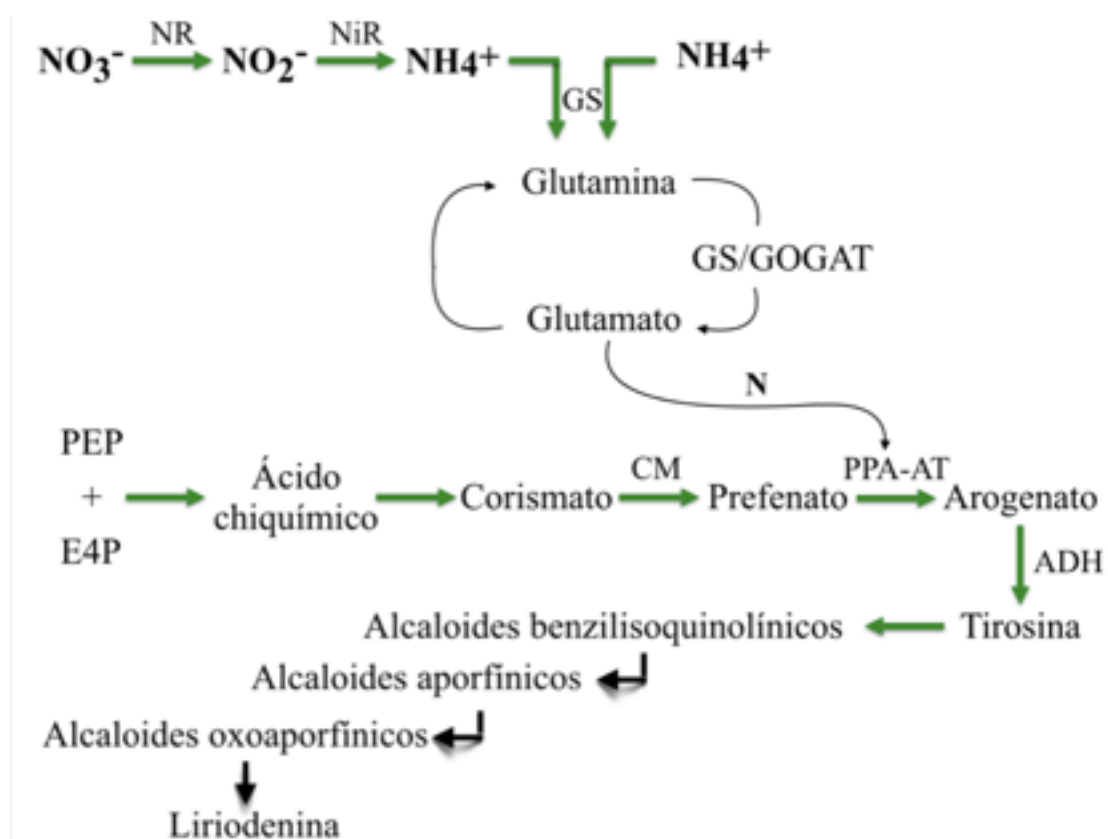 NR NiR
NO3- NO2- NH4+ NH4+
GS
Glutamina
GS/GOGAT
Glutamato
N
PEP
+
E4P
Ácido
chiquímico
Corismato
CM
Prefenato
PPA-AT
Arogenato
ADH
Tirosina
Alcaloides benzilisoquinolínicos
Alcaloides aporfínicos
Alcaloides oxoaporfínicos
Liriodenina